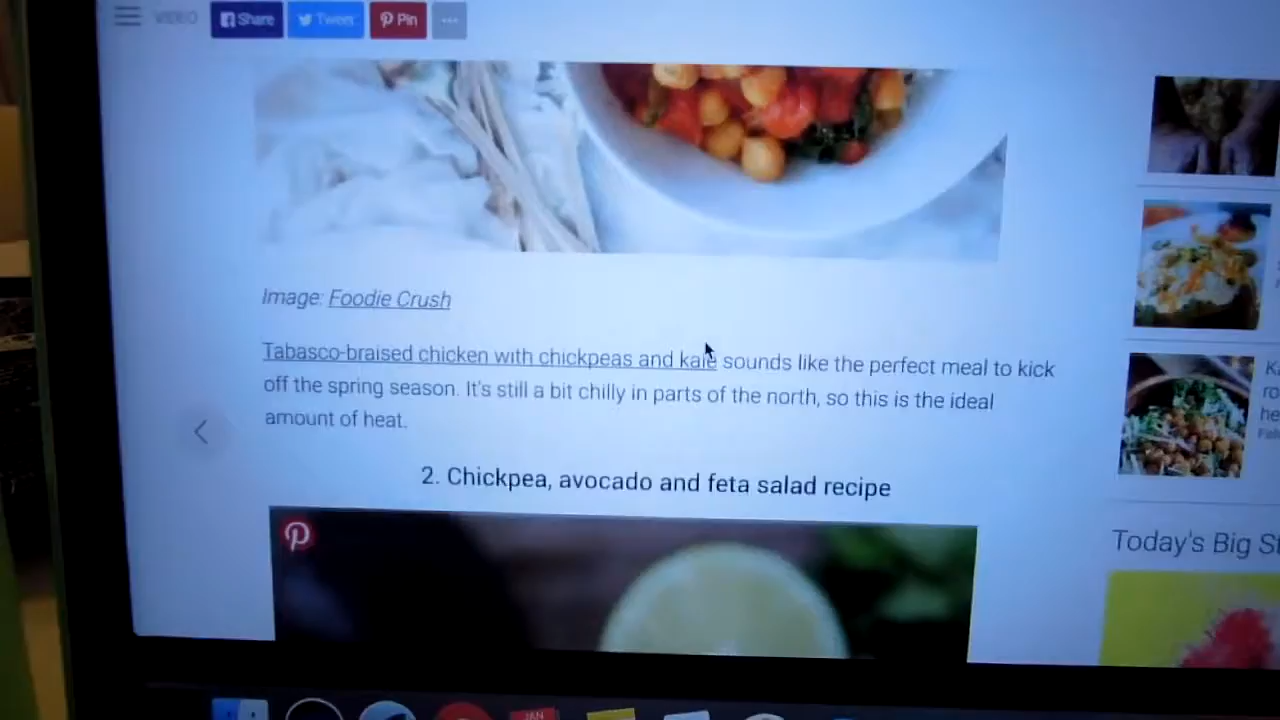 VIDEO Share Tweet Pin
Image: Foodie Crush
Tabasco-braised chicken with chickpeas and kale sounds like the perfect meal to kick
off the spring season. It's still a bit chilly in parts of the north, so this is the ideal
amount of heat.
2. Chickpea, avocado and feta salad recipe
Today's Big
JAN